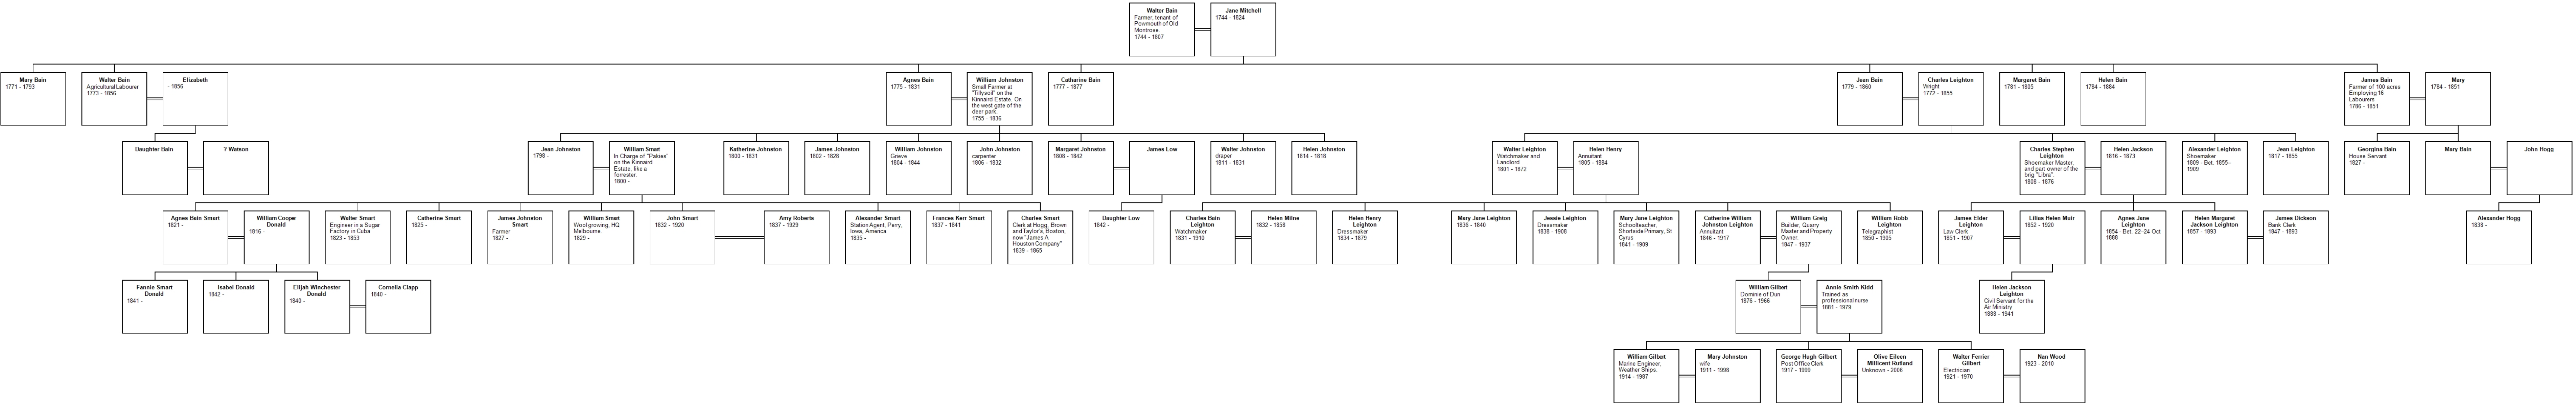 Walter Bain
Farmer, tenant of
Powmouth of Old
Montrose.
1744 - 1807
Jane Mitchell
1744 - 1824
Mary Bain
1771 - 1793
Walter Bain
Agricultural Labourer
1773 - 1856
Elizabeth
- 1856
Agnes Bain
1775 - 1831
William Johnston
Small Farmer at
"Tillysoil" on the
Kinnaird Estate. On
the west gate of the
deer park.
1755 - 1836
Catharine Bain
1777 - 1877
Jean Bain
1779 - 1860
Charles Leighton
Wright
1772 - 1855
Margaret Bain
1781 - 1805
Helen Bain
1784 - 1884
James Bain
Farmer of 100 acres
Employing 16
Labourers
1786 - 1851
Mary
1784 - 1851
Daughter Bain
? Watson
Jean Johnston
1798 -
William Smart
In Charge of "Pakies"
on the Kinnaird
Estate, like a
forrester.
1800 -
Katherine Johnston
1800 - 1831
James Johnston
1802 - 1828
William Johnston
Grieve
1804 - 1844
John Johnston
carpenter
1806 - 1832
Margaret Johnston
1808 - 1842
James Low
Walter Johnston
draper
1811 - 1831
Helen Johnston
1814 - 1818
Walter Leighton
Watchmaker and
Landlord
1801 - 1872
Helen Henry
Annuitant
1805 - 1884
Charles Stephen
Leighton
Shoemaker Master,
and part owner of the
brig "Libra".
1808 - 1876
Helen Jackson
1816 - 1873
Alexander Leighton
Shoemaker
1809 - Bet. 1855–
1909
Jean Leighton
1817 - 1855
Georgina Bain
House Servant
1827 -
Mary Bain
John Hogg
Agnes Bain Smart
1821 -
William Cooper
Donald
1816 -
Walter Smart
Engineer in a Sugar
Factory in Cuba
1823 - 1853
Catherine Smart
1825 -
James Johnston
Smart
Farmer
1827 -
William Smart
Wool growing, HQ
Melbourne.
1829 -
John Smart
1832 - 1920
Amy Roberts
1837 - 1929
Alexander Smart
Station Agent, Perry,
Iowa, America
1835 -
Frances Kerr Smart
1837 - 1841
Charles Smart
Clerk at Hogg, Brown
and Taylor's, Boston,
now "James A.
Houston Company"
1839 - 1865
Daughter Low
1842 -
Charles Bain
Leighton
Watchmaker
1831 - 1910
Helen Milne
1832 - 1858
Helen Henry
Leighton
Dressmaker
1834 - 1879
Mary Jane Leighton
1836 - 1840
Jessie Leighton
Dressmaker
1838 - 1908
Mary Jane Leighton
Schoolteacher,
Shortside Primary, St
Cyrus
1841 - 1909
Catherine William
Johnston Leighton
Annuitant
1846 - 1917
William Greig
Builder, Quarry
Master and Property
Owner.
1847 - 1937
William Robb
Leighton
Telegraphist
1850 - 1905
James Elder
Leighton
Law Clerk
1851 - 1907
Lilias Helen Muir
1852 - 1920
Agnes Jane
Leighton
1854 - Bet. 22–24 Oct
1888
Helen Margaret
Jackson Leighton
1857 - 1893
James Dickson
Bank Clerk
1847 - 1893
Alexander Hogg
1838 -
Fannie Smart
Donald
1841 -
Isabel Donald
1842 -
Elijah Winchester
Donald
1840 -
Cornelia Clapp
1840 -
William Gilbert
Dominie of Dun
1876 - 1966
Annie Smith Kidd
Trained as
professional nurse
1881 - 1979
Helen Jackson
Leighton
Civil Servant for the
Air Ministry
1888 - 1941
William Gilbert
Marine Engineer,
Weather Ships.
1914 - 1987
Mary Johnston
wife
1911 - 1998
George Hugh Gilbert
Post Office Clerk
1917 - 1999
Olive Eileen
Millicent Rutland
Unknown - 2006
Walter Ferrier
Gilbert
Electrician
1921 - 1970
Nan Wood
1923 - 2010